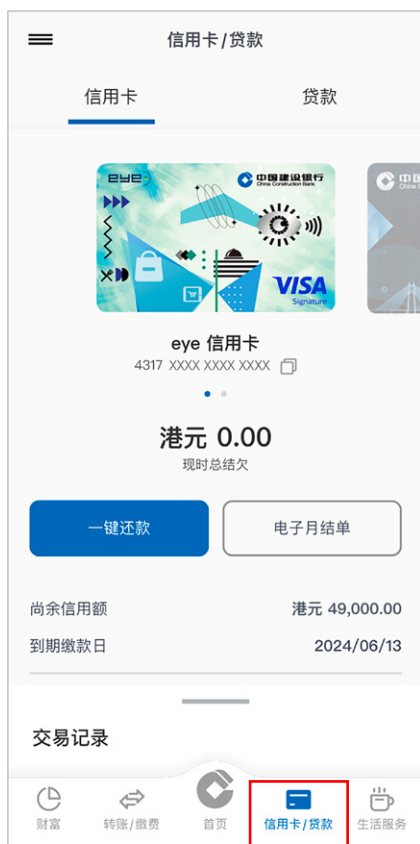 信用卡/贷款
信用卡
贷款
eye
中国建设银行
China Construction Bank
VISA
Signature
eye 信用卡
4317 XXXX XXXX XXXX
港元 0.00
现时总结欠
一键还款
电子月结单
尚余信用额
港元 49,000.00
到期缴款日
2024/06/13
交易记录
财富
转账/缴费
首页
信用卡/贷款
生活服务